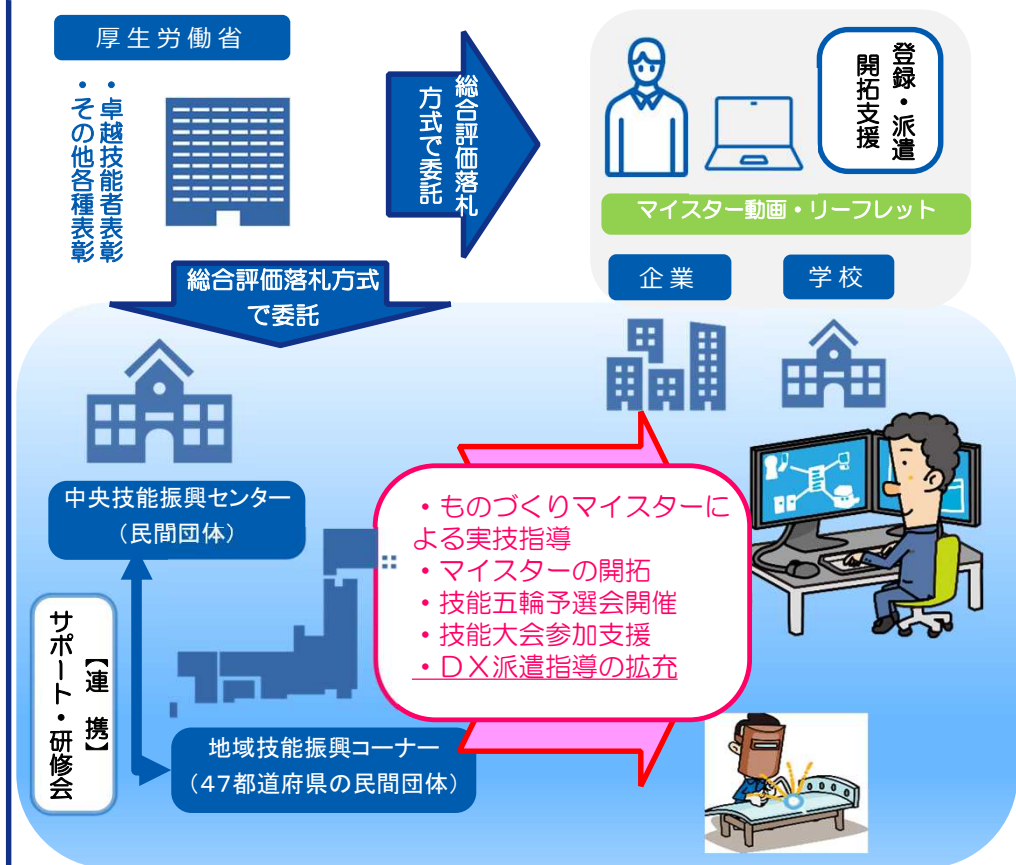 厚生労働省
・卓越技能者表彰
・その他各種表彰
総合評価落札
方式で委託
登録・派遣
開拓支援
マイスター動画・リーフレット
企業
学校
総合評価落札方式
で委託
中央技能振興センター
（民間団体）
【連携】
サポート・研修会
・ものづくりマイスターに
よる実技指導
・マイスターの開拓
・技能五輪予選会開催
・技能大会参加支援
・ＤＸ派遣指導の拡充
地域技能振興コーナー
（47都道府県の民間団体）